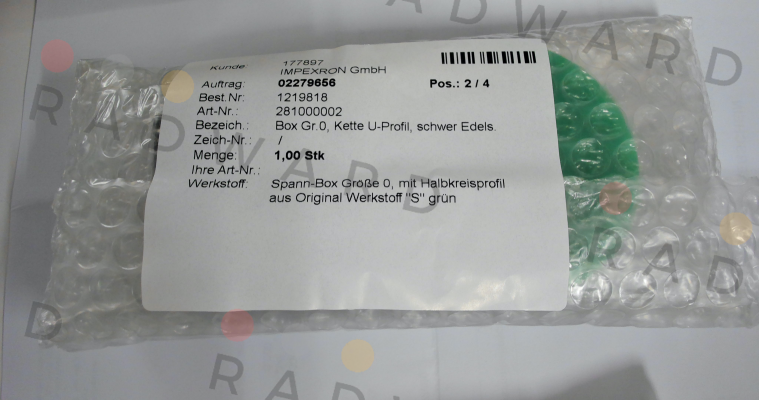 Kunde: 177897
IMPEXRON GmbH
Auftrag: 02279656 Pos.: 2 / 4
Best.Nr: 1219818
Art-Nr.: 281000002
Bezeich.: Box Gr.0, Kette U-Profil, schwer Edels.
Zeich-Nr.: /
Menge: 1,00 Stk
Ihre Art-Nr.:
Werkstoff: Spann-Box Größe 0, mit Halbkreisprofil
aus Original Werkstoff "S" grün
RADWARD
RADWARD
RADWARD
RADWARD